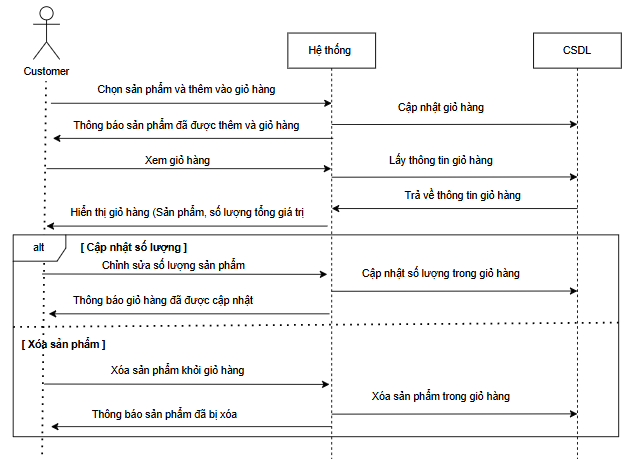 Customer
Hệ thống
CSDL
Chọn sản phẩm và thêm vào giỏ hàng
Cập nhật giỏ hàng
Thông báo sản phẩm đã được thêm và giỏ hàng
Xem giỏ hàng
Lấy thông tin giỏ hàng
Trả về thông tin giỏ hàng
Hiển thị giỏ hàng (Sản phẩm, số lượng tổng giá trị
alt
[ Cập nhật số lượng ]
Chỉnh sửa số lượng sản phẩm
Cập nhật số lượng trong giỏ hàng
Thông báo giỏ hàng đã được cập nhật
[ Xóa sản phẩm ]
Xóa sản phẩm khỏi giỏ hàng
Xóa sản phẩm trong giỏ hàng
Thông báo sản phẩm đã bị xóa